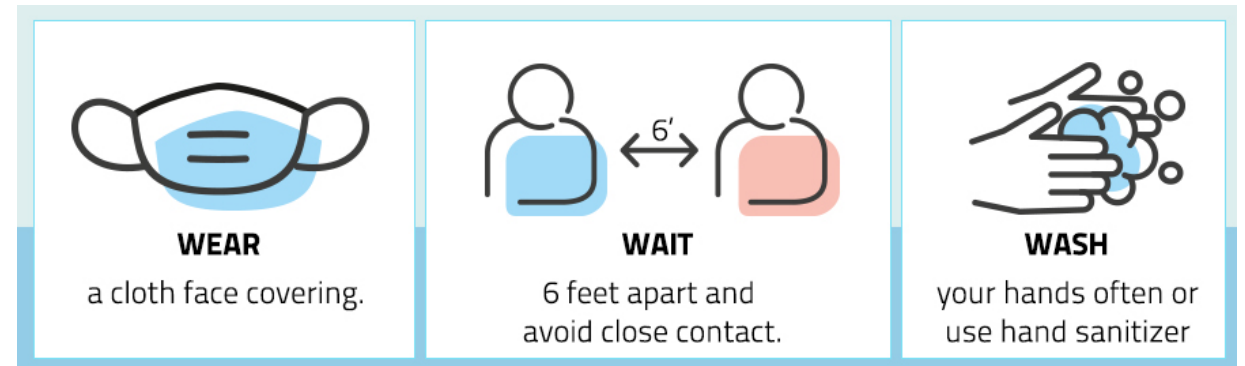 WEAR
a cloth face covering.
6′
WAIT
6 feet apart and
avoid close contact.
WASH
your hands often or
use hand sanitizer